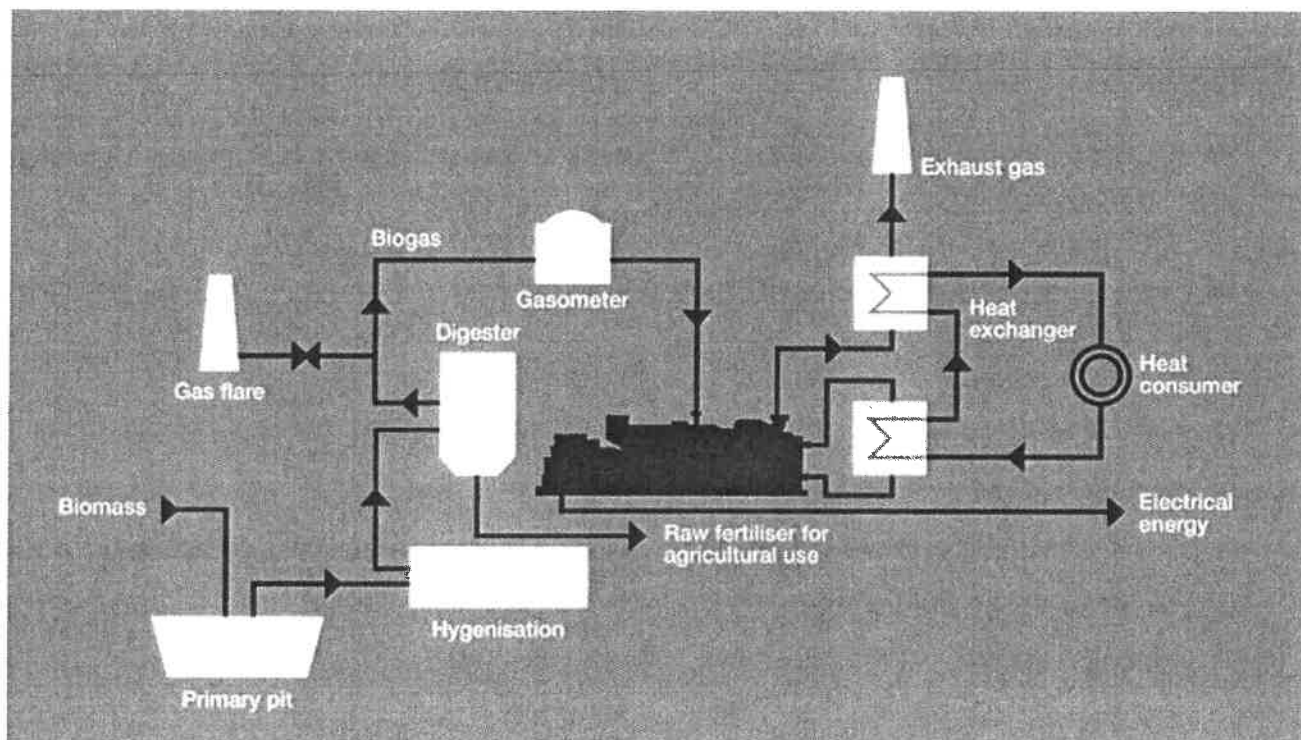 Exhaust gas
Biogas
Gasometer
Heat
exchanger
Digester
Gas flare
Heat
consumer
Biomass
Electrical
energy
Raw fertiliser for
agricultural use
Hygenisation
Primary pit